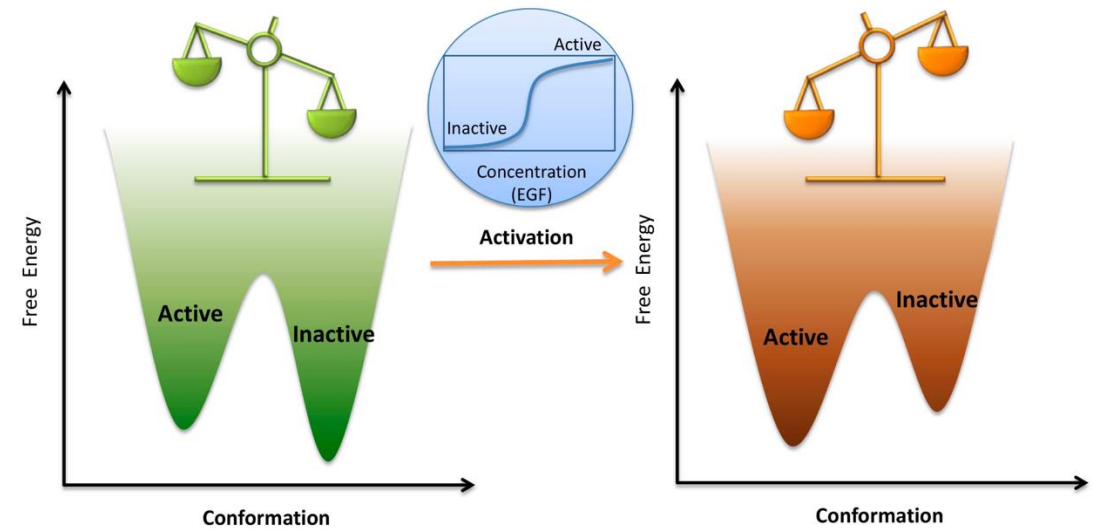 Free Energy
Active
Inactive
Conformation
Active
Inactive
Concentration
(EGF)
Activation
Free Energy
Active
Inactive
Conformation